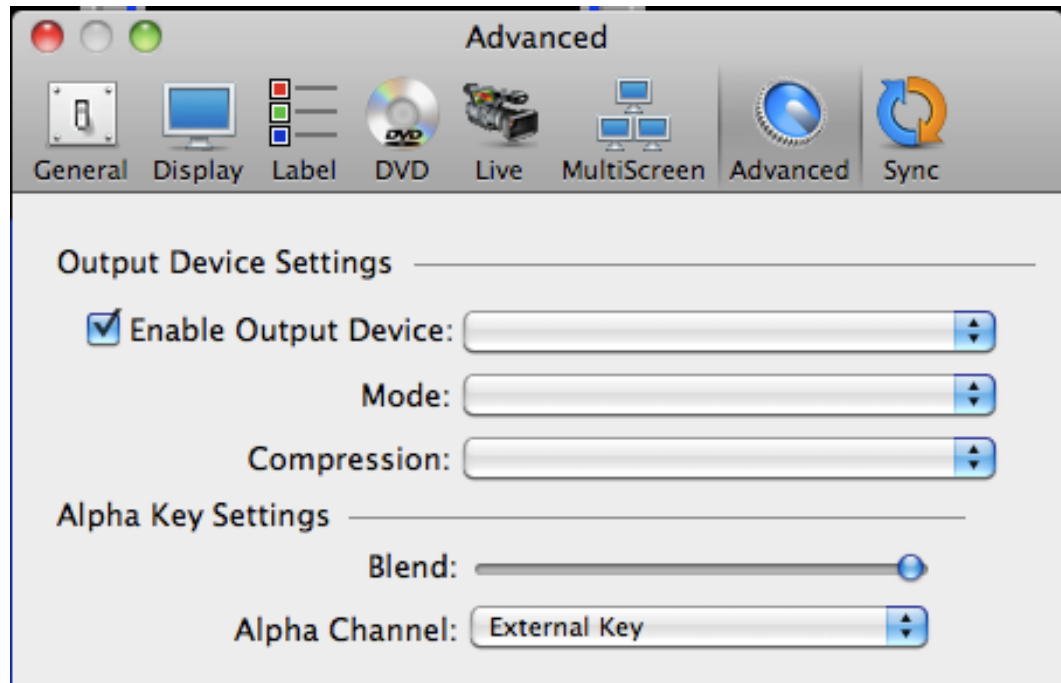 Advanced
General Display Label DVD Live MultiScreen Advanced Sync
Output Device Settings
Enable Output Device:
Mode:
Compression:
Alpha Key Settings
Blend:
Alpha Channel: External Key